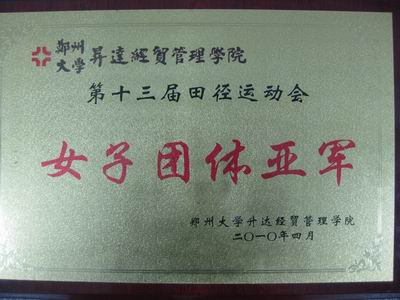 郑州大学昇達經貿管理學院
第十三届田径运动会
女子团体亚军
郑州大学升达经贸管理学院
二〇一〇年四月